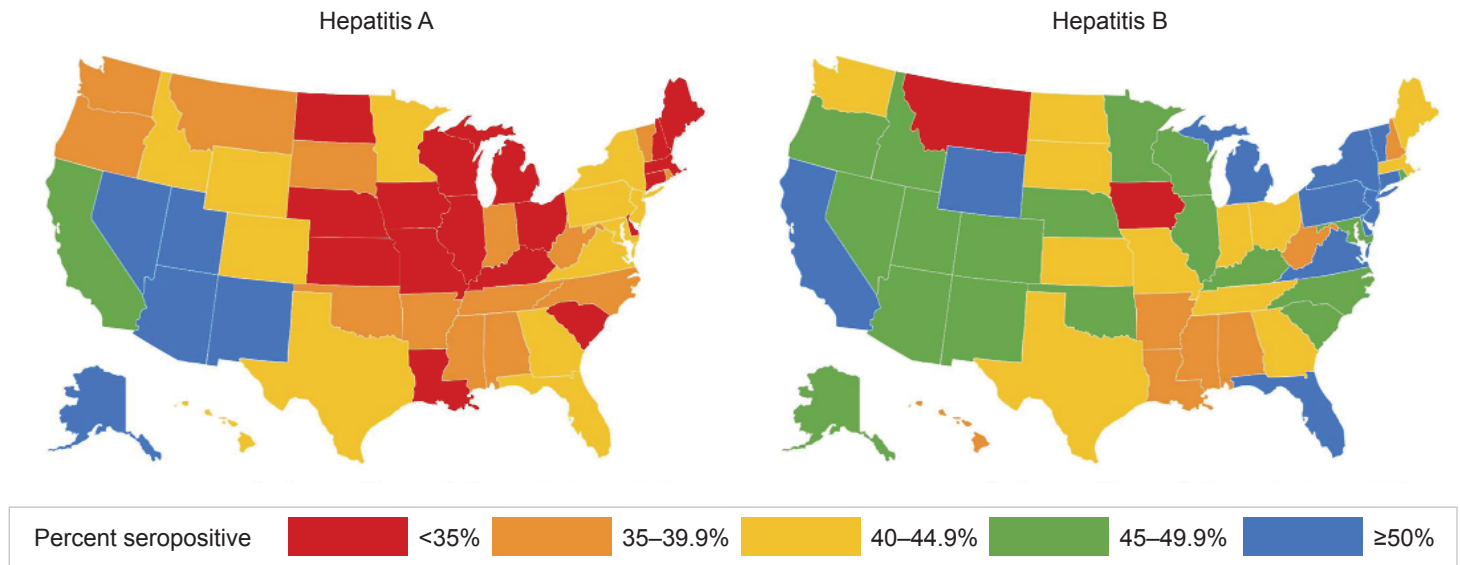 Hepatitis A
Hepatitis B
Percent seropositive <35% 35–39.9% 40–44.9% 45–49.9% ≥50%